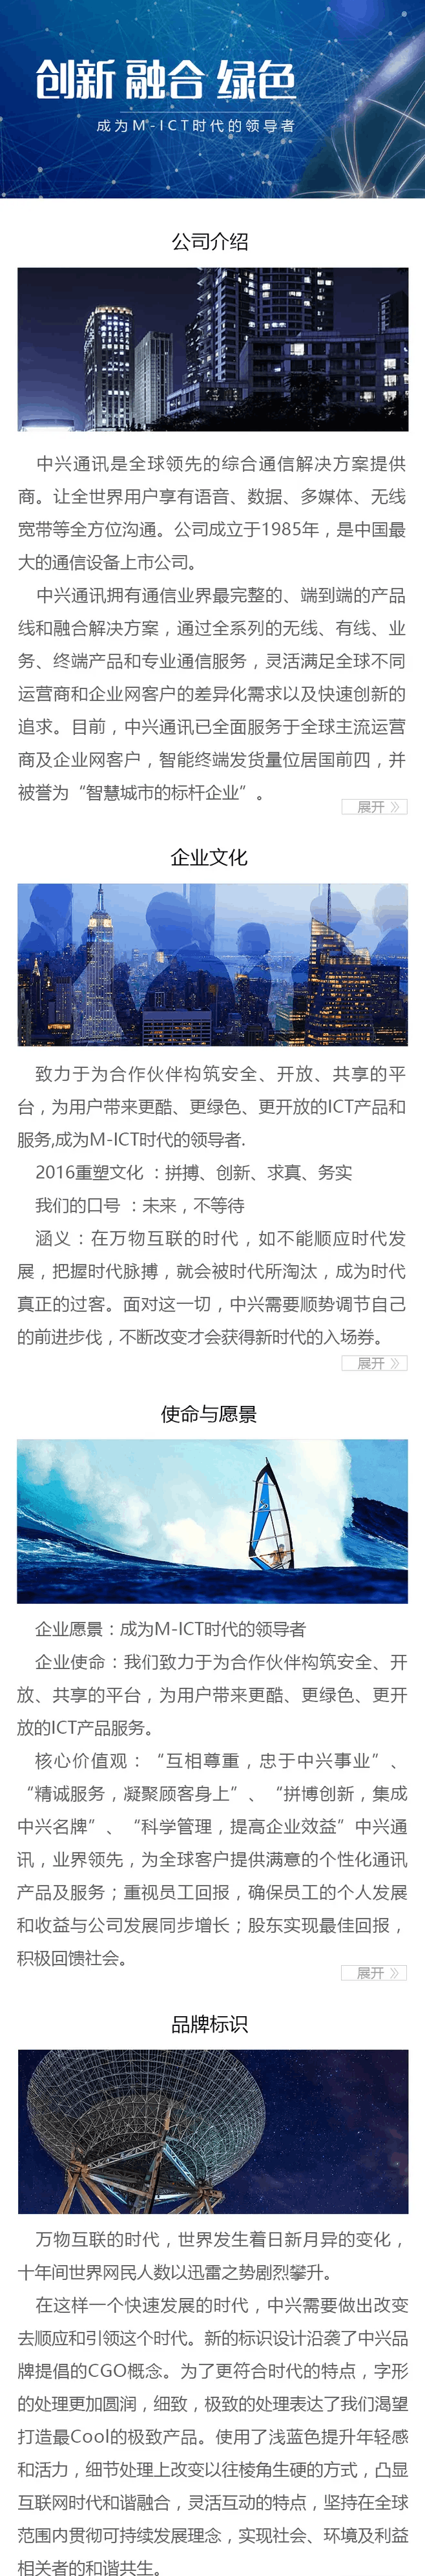 创新 融合 绿色
成为M-ICT时代的领导者
公司介绍
中兴通讯是全球领先的综合通信解决方案提供
商。让全世界用户享有语音、数据、多媒体、无线
宽带等全方位沟通。公司成立于1985年，是中国最
大的通信设备上市公司。
中兴通讯拥有通信业界最完整的、端到端的产品
线和融合解决方案，通过全系列的无线、有线、业
务、终端产品和专业通信服务，灵活满足全球不同
运营商和企业网客户的差异化需求以及快速创新的
追求。目前，中兴通讯已全面服务于全球主流运营
商及企业网客户，智能终端发货量位居国前四，并
被誉为“智慧城市的标杆企业”。
展开 》
企业文化
致力于为合作伙伴构筑安全、开放、共享的平
台，为用户带来更酷、更绿色、更开放的ICT产品和
服务,成为M-ICT时代的领导者.
2016重塑文化 ：拼搏、创新、求真、务实
我们的口号 ：未来，不等待
涵义：在万物互联的时代，如不能顺应时代发
展，把握时代脉搏，就会被时代所淘汰，成为时代
真正的过客。面对这一切，中兴需要顺势调节自己
的前进步伐，不断改变才会获得新时代的入场券。
展开 》
使命与愿景
企业愿景：成为M-ICT时代的领导者
企业使命：我们致力于为合作伙伴构筑安全、开
放、共享的平台，为用户带来更酷、更绿色、更开
放的ICT产品服务。
核心价值观：“互相尊重，忠于中兴事业”、
“精诚服务，凝聚顾客身上”、“拼博创新，集成
中兴名牌”、“科学管理，提高企业效益”中兴通
讯，业界领先，为全球客户提供满意的个性化通讯
产品及服务；重视员工回报，确保员工的个人发展
和收益与公司发展同步增长；股东实现最佳回报，
积极回馈社会。
展开 》
品牌标识
万物互联的时代，世界发生着日新月异的变化，
十年间世界网民人数以迅雷之势剧烈攀升。
在这样一个快速发展的时代，中兴需要做出改变
去顺应和引领这个时代。新的标识设计沿袭了中兴品
牌提倡的CGO概念。为了更符合时代的特点，字形
的处理更加圆润，细致，极致的处理表达了我们渴望
打造最Cool的极致产品。使用了浅蓝色提升年轻感
和活力，细节处理上改变以往棱角生硬的方式，凸显
互联网时代和谐融合，灵活互动的特点，坚持在全球
范围内贯彻可持续发展理念，实现社会、环境及利益
相关者的和谐共生。